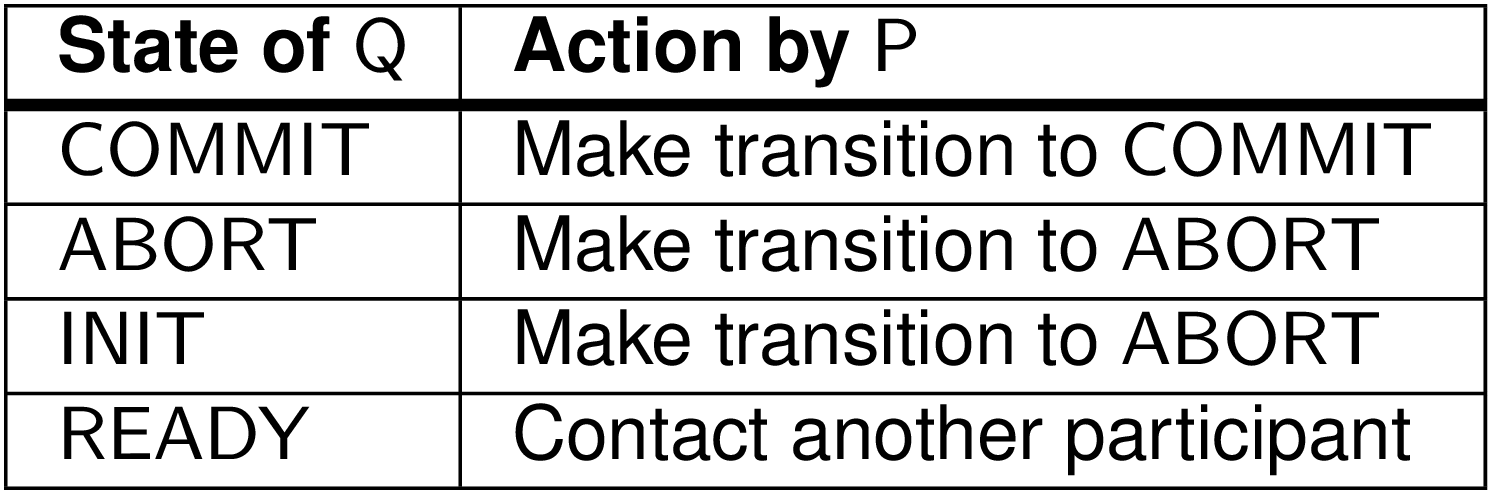 State of Q Action by P
COMMIT Make transition to COMMIT
ABORT Make transition to ABORT
INIT Make transition to ABORT
READY Contact another participant